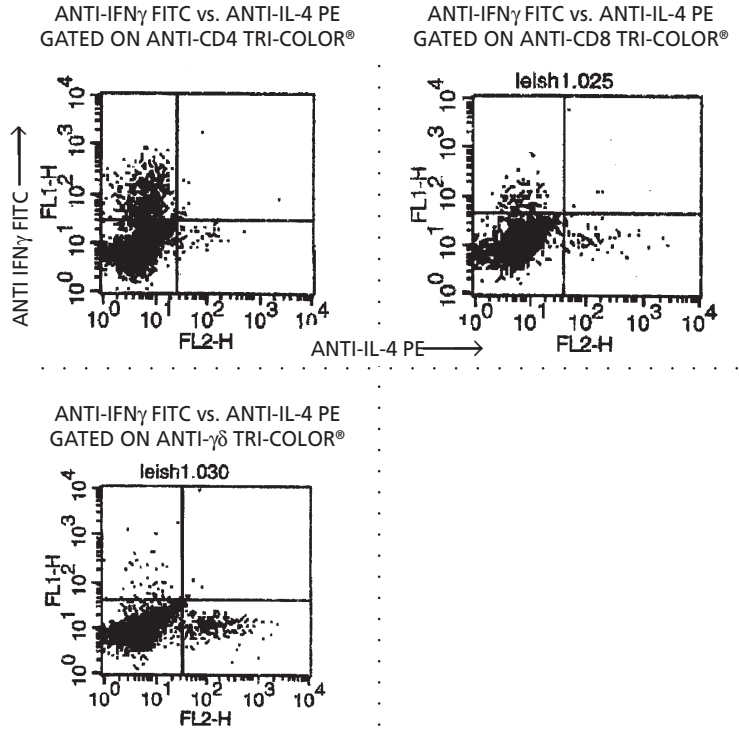 ANTI-IFNγ FITC vs. ANTI-IL-4 PE
GATED ON ANTI-CD4 TRI-COLOR®
ANTI-IFNγ FITC vs. ANTI-IL-4 PE
GATED ON ANTI-CD8 TRI-COLOR®
ANTI IFNγ FITC
FL1-H
10^4
10^3
10^2
10^1
10^0
10^0 10^1 10^2 10^3 10^4
FL2-H
leish1.025
FL1-H
10^4
10^3
10^2
10^1
10^0
10^0 10^1 10^2 10^3 10^4
FL2-H
ANTI-IL-4 PE
ANTI-IFNγ FITC vs. ANTI-IL-4 PE
GATED ON ANTI-γδ TRI-COLOR®
leish1.030
FL1-H
10^4
10^3
10^2
10^1
10^0
10^0 10^1 10^2 10^3 10^4
FL2-H